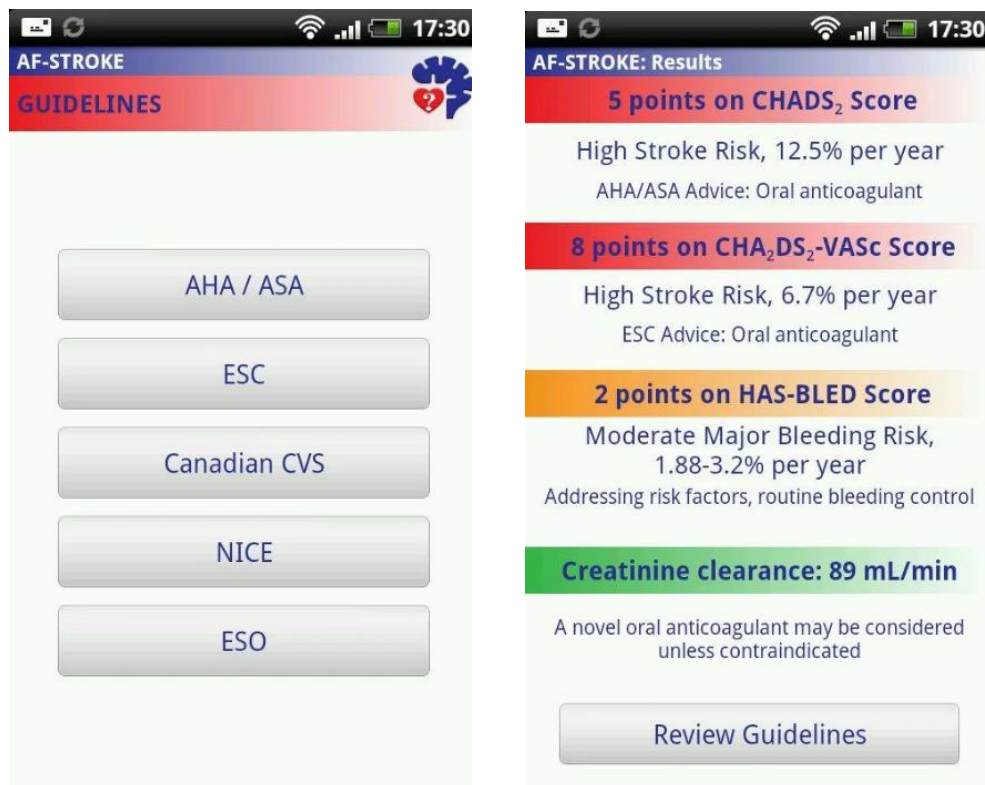 17:30
AF-STROKE
GUIDELINES
?
AHA / ASA
ESC
Canadian CVS
NICE
ESO
17:30
AF-STROKE: Results
5 points on CHADS₂ Score
High Stroke Risk, 12.5% per year
AHA/ASA Advice: Oral anticoagulant
8 points on CHA₂DS₂-VASc Score
High Stroke Risk, 6.7% per year
ESC Advice: Oral anticoagulant
2 points on HAS-BLED Score
Moderate Major Bleeding Risk,
1.88-3.2% per year
Addressing risk factors, routine bleeding control
Creatinine clearance: 89 mL/min
A novel oral anticoagulant may be considered
unless contraindicated
Review Guidelines